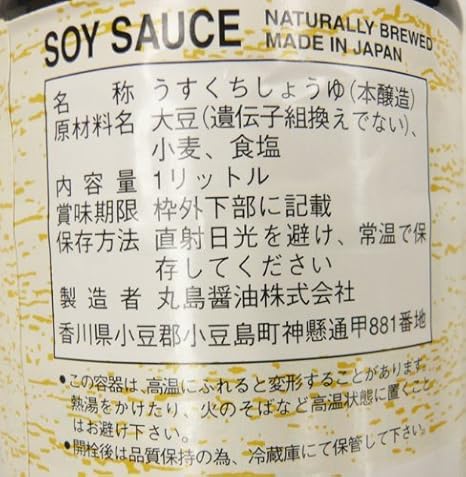 SOY SAUCE NATURALLY BREWED
MADE IN JAPAN
名称 うすくちしょうゆ(本醸造)
原材料名 大豆(遺伝子組換えでない)、
小麦、食塩
内容量 1リットル
賞味期限 枠外下部に記載
保存方法 直射日光を避け、常温で保
存してください
製造者 丸島醤油株式会社
香川県小豆郡小豆島町神懸通甲881番地
●この容器は、高温にふれると変形することがあります。
熱湯をかけたり、火のそばなど高温状態に置くこと
はお避け下さい。
●開栓後は品質保持の為、冷蔵庫にて保管して下さい。